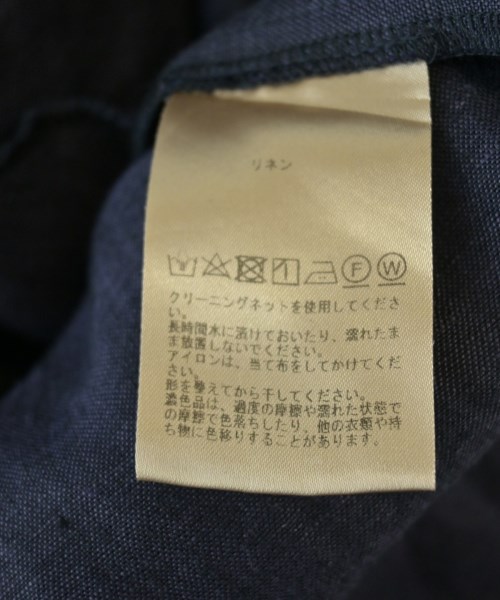 リネン
F W
クリーニングネットを使用してくださ
い。
長時間水に漬けておいたり、濡れたま
ま放置しないでください。
アイロンは、当て布をしてかけてくだ
さい。
形を整えてから干してください。
濃色品は、過度の摩擦や濡れた状態で
の摩擦で色落ちしたり、他の衣類や持
ち物に色移りすることがあります。